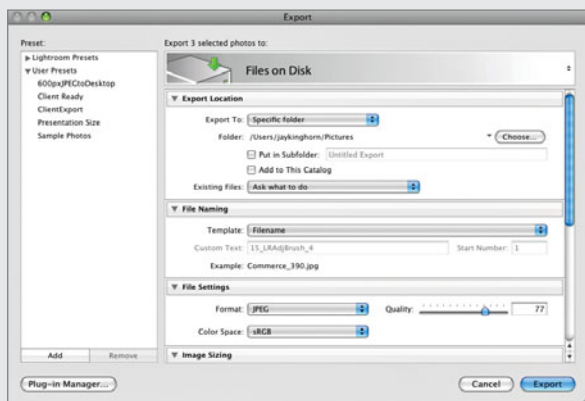 Export
Preset:
Export 3 selected photos to:
Lightroom Presets
User Presets
600pxJPEGtoDesktop
Client Ready
ClientExport
Presentation Size
Sample Photos
Add
Remove
Files on Disk
Export Location
Export To: Specific folder
Folder: /Users/jaykinghorn/Pictures
Choose...
Put in Subfolder: Untitled Export
Add to This Catalog
Existing Files: Ask what to do
File Naming
Template: Filename
Custom Text: 15_LRAdjBrush_4 Start Number: 1
Example: Commerce_390.jpg
File Settings
Format: JPEG Quality: 77
Color Space: sRGB
Image Sizing
Plug-in Manager...
Cancel
Export